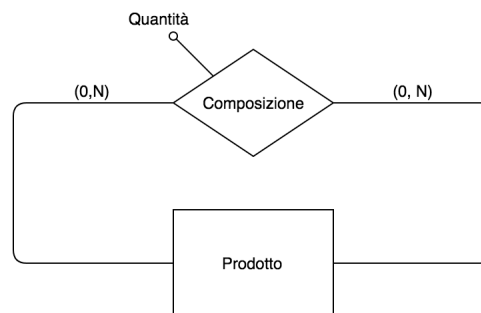 Quantità
(0,N)
Composizione
(0, N)
Prodotto